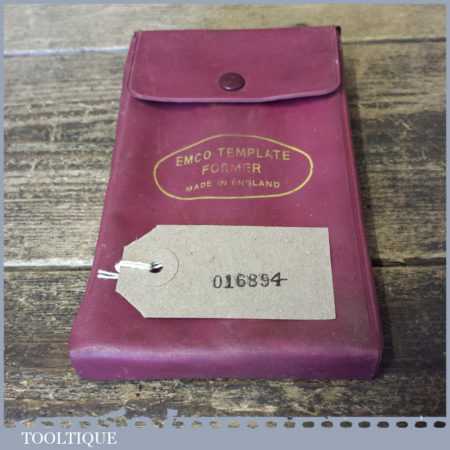 EMCO TEMPLATE
FORMER
MADE IN ENGLAND
016894
TOOLTIQUE